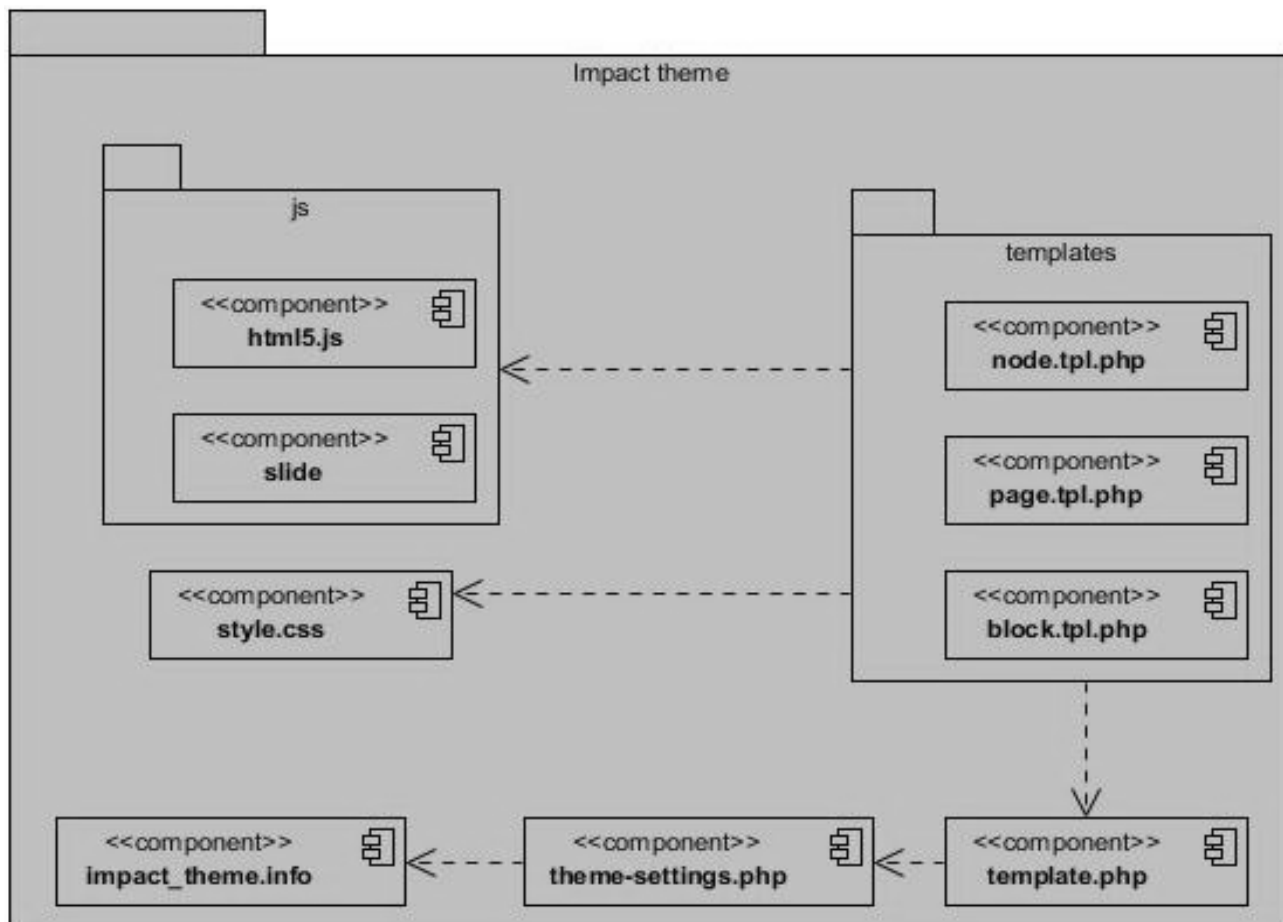 Impact theme
js
<<component>>
html5.js
<<component>>
slide
templates
<<component>>
node.tpl.php
<<component>>
page.tpl.php
<<component>>
block.tpl.php
<<component>>
style.css
<<component>>
impact_theme.info
<<component>>
theme-settings.php
<<component>>
template.php